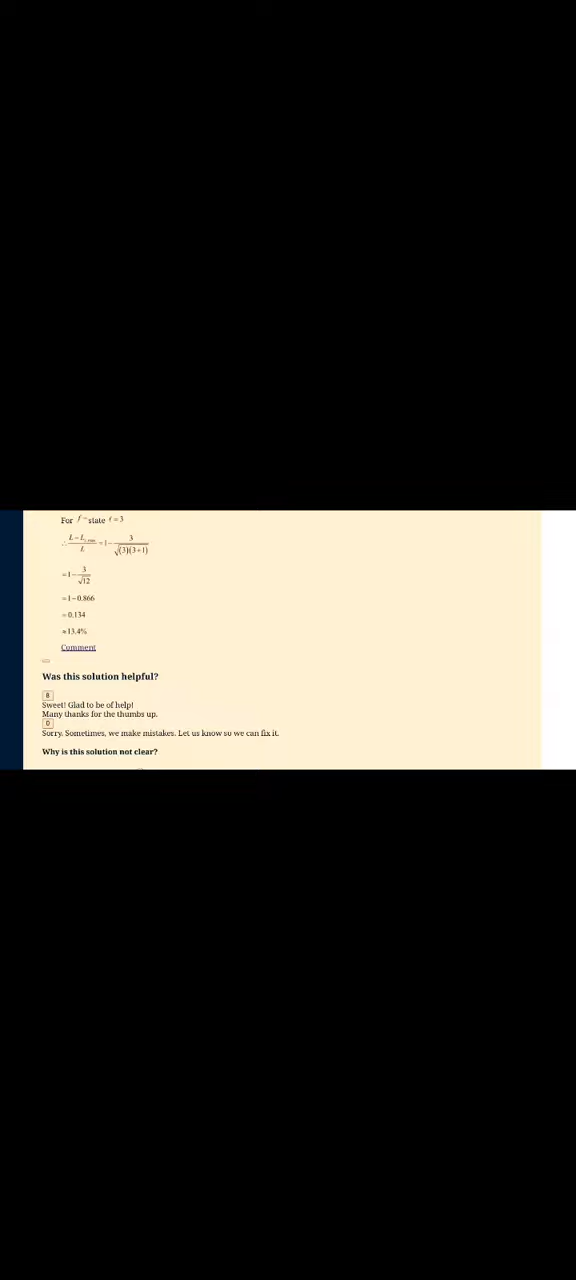 For f − state ℓ = 3
∴ (L − L_z,max)/L = 1 − 3/√((3)(3+1))
= 1 − 3/√12
= 1 − 0.866
= 0.134
≈ 13.4%
Comment
Was this solution helpful?
8
Sweet! Glad to be of help!
Many thanks for the thumbs up.
0
Sorry. Sometimes, we make mistakes. Let us know so we can fix it.
Why is this solution not clear?